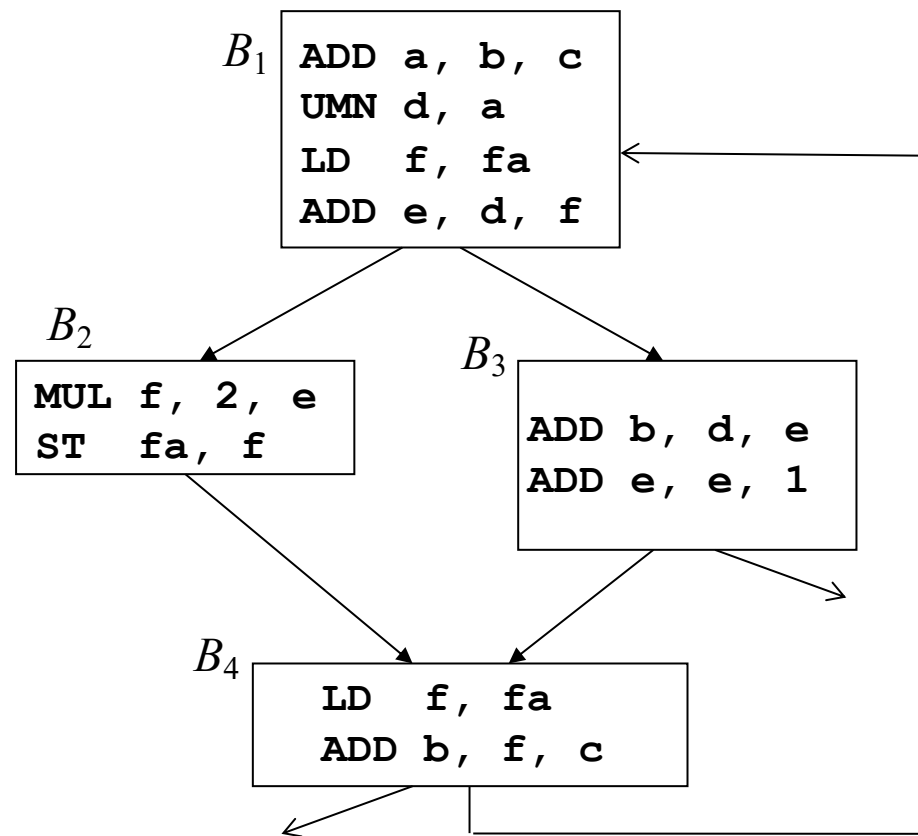 B1
ADD a, b, c
UMN d, a
LD f, fa
ADD e, d, f
B2
MUL f, 2, e
ST fa, f
B3
ADD b, d, e
ADD e, e, 1
B4
LD f, fa
ADD b, f, c